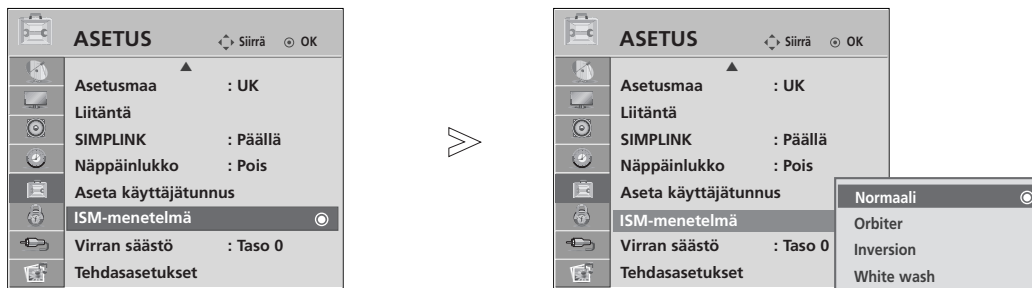 ASETUS Siirrä OK
Asetusmaa : UK
Liitäntä
SIMPLINK : Päällä
Näppäinlukko : Pois
Aseta käyttäjätunnus
ISM-menetelmä
Virran säästö : Taso 0
Tehdasasetukset
ASETUS Siirrä OK
Asetusmaa : UK
Liitäntä
SIMPLINK : Päällä
Näppäinlukko : Pois
Aseta käyttäjätunnus
ISM-menetelmä
Virran säästö : Taso 0
Tehdasasetukset
Normaali
Orbiter
Inversion
White wash